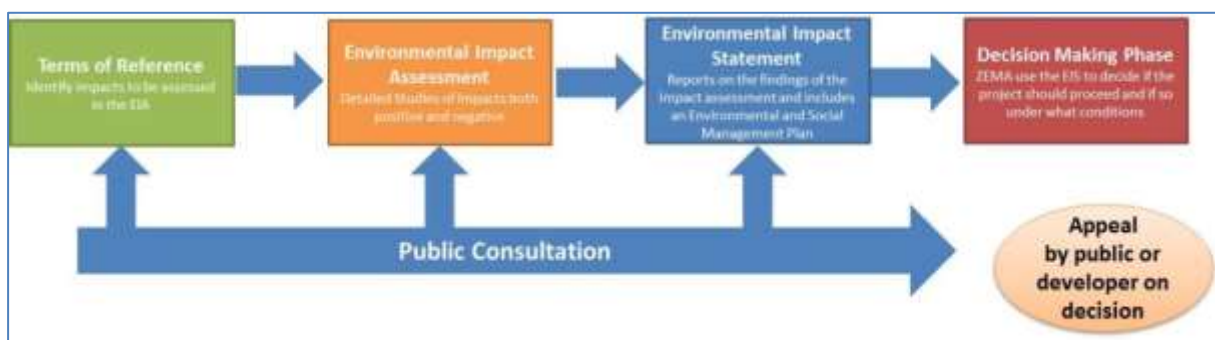 Terms of Reference
Identify impacts to be assessed
in the EIA
Environmental Impact
Assessment
Detailed Studies of impacts both
positive and negative
Environmental Impact
Statement
Reports on the findings of the
impact assessment and includes
an Environmental and Social
Management Plan
Decision Making Phase
ZEMA use the EIS to decide if the
project should proceed and if so
under what conditions
Public Consultation
Appeal
by public or
developer on
decision